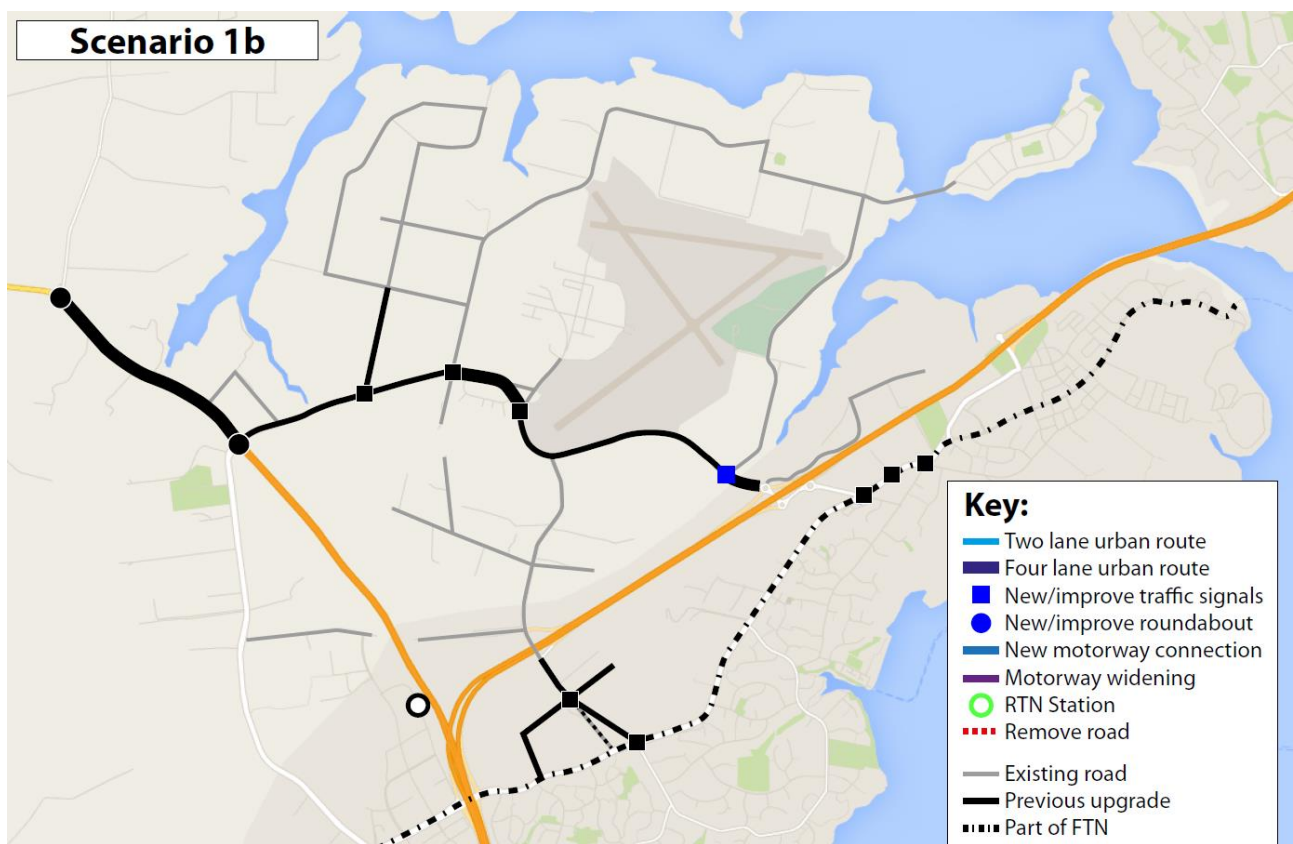 Scenario 1b
Key:
Two lane urban route
Four lane urban route
New/improve traffic signals
New/improve roundabout
New motorway connection
Motorway widening
RTN Station
Remove road
Existing road
Previous upgrade
Part of FTN